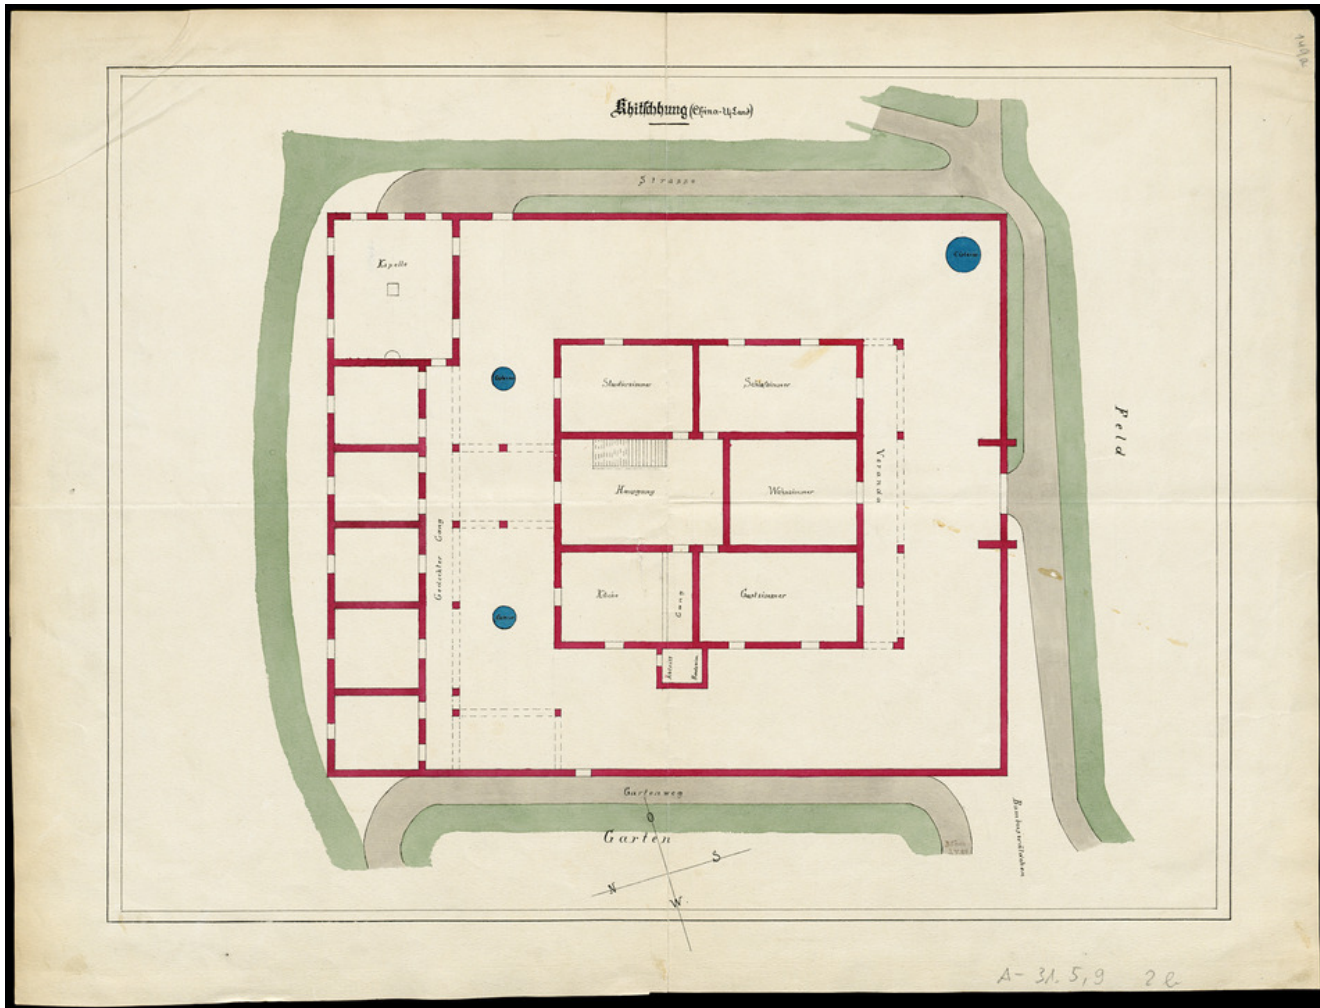 Khitschhung (China-U¦Land)
Strasse
Kapelle
Cisterne
Studierzimmer
Schlafzimmer
Feld
Veranda
Hausgang
Wohnzimmer
Gedeckter Gang
Küche
Gang
Gastzimmer
Gartenweg
Garten
O
S
N
W.
A-31.5,9 2e